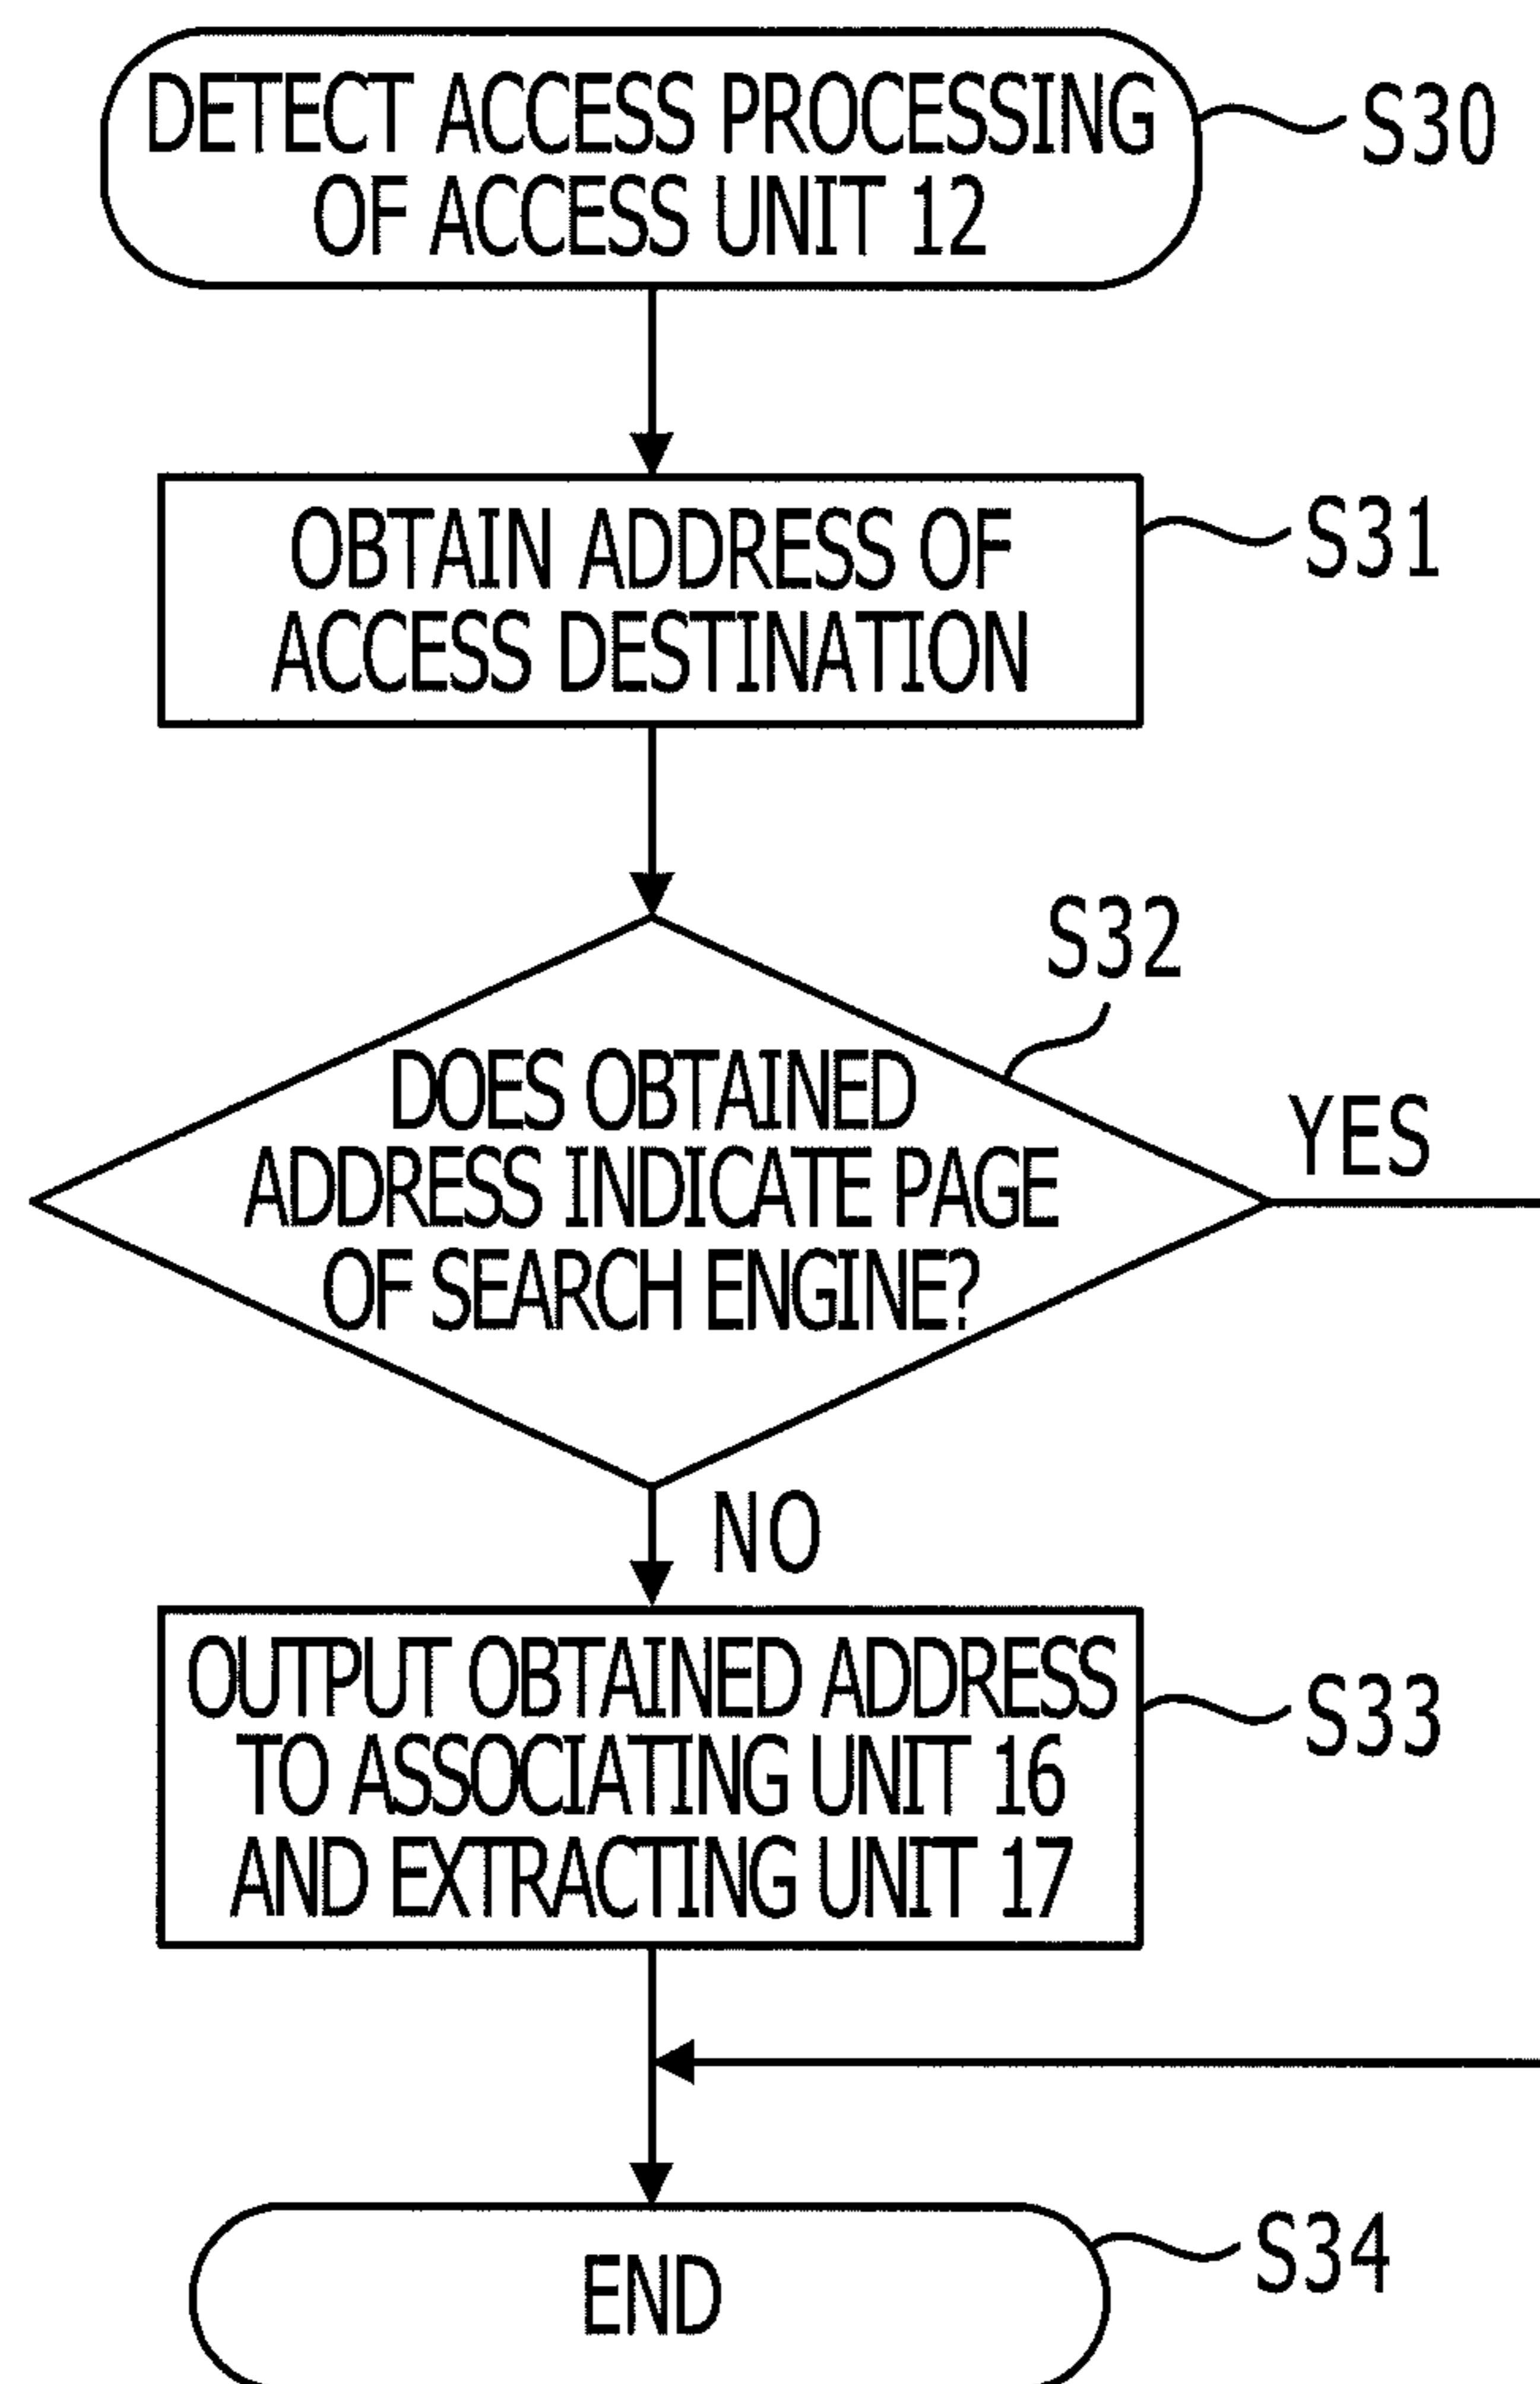 DETECT ACCESS PROCESSING
OF ACCESS UNIT 12
S30
OBTAIN ADDRESS OF
ACCESS DESTINATION
S31
S32
DOES OBTAINED
ADDRESS INDICATE PAGE
OF SEARCH ENGINE?
YES
NO
OUTPUT OBTAINED ADDRESS
TO ASSOCIATING UNIT 16
AND EXTRACTING UNIT 17
S33
END
S34